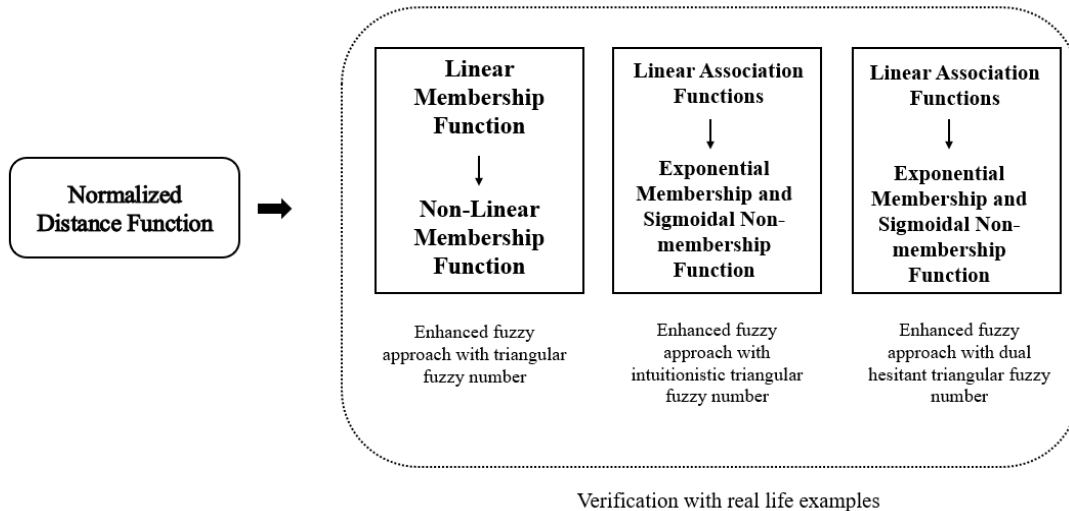 Normalized
Distance Function
Linear
Membership
Function
Non-Linear
Membership
Function
Enhanced fuzzy
approach with triangular
fuzzy number
Linear Association
Functions
Exponential
Membership and
Sigmoidal Non-
membership
Function
Enhanced fuzzy
approach with
intuitionistic triangular
fuzzy number
Linear Association
Functions
Exponential
Membership and
Sigmoidal Non-
membership
Function
Enhanced fuzzy
approach with dual
hesitant triangular fuzzy
number
Verification with real life examples